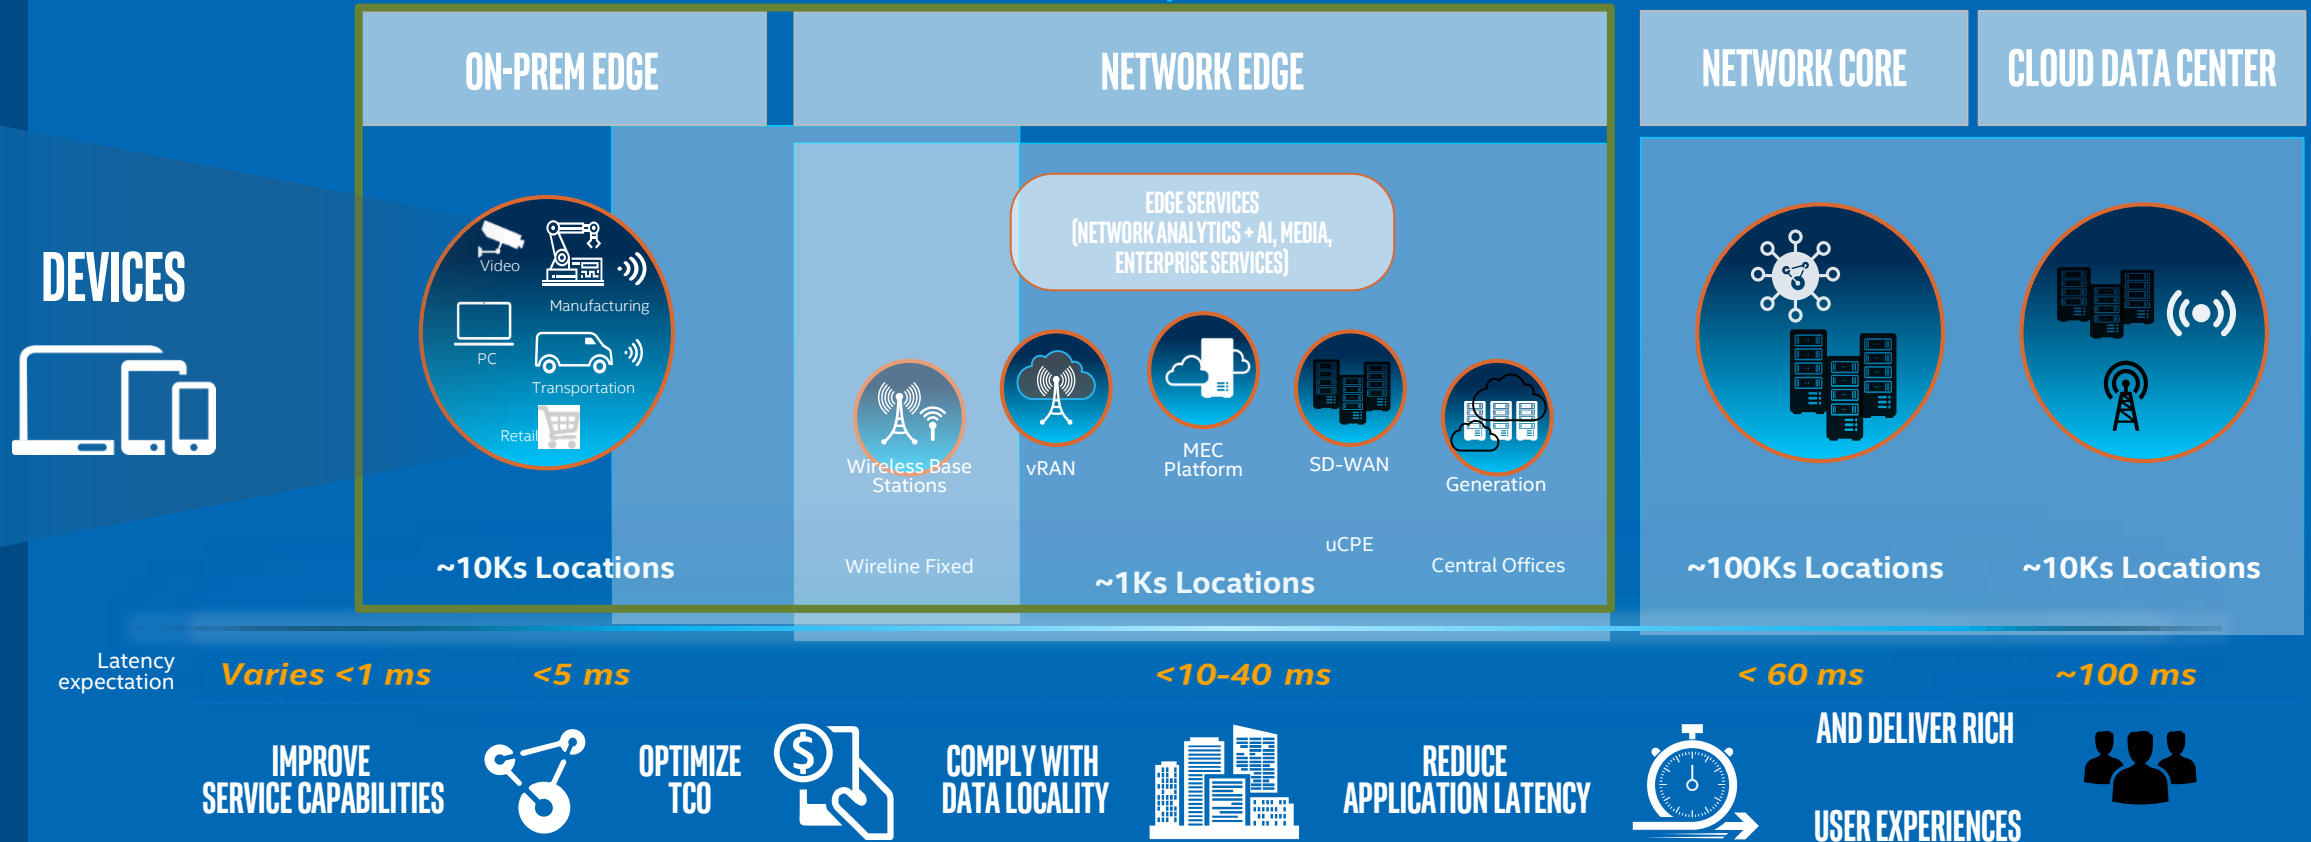 ON-PREM EDGE
NETWORK EDGE
NETWORK CORE
CLOUD DATA CENTER
DEVICES
Video
Manufacturing
PC
Transportation
Retail
EDGE SERVICES
(NETWORK ANALYTICS + AI, MEDIA,
ENTERPRISE SERVICES)
Wireless Base
Stations
vRAN
MEC
Platform
SD-WAN
Generation
Wireline Fixed
uCPE
Central Offices
~10Ks Locations
~1Ks Locations
~100Ks Locations
~10Ks Locations
Latency
expectation
Varies <1 ms
<5 ms
<10-40 ms
< 60 ms
~100 ms
IMPROVE
SERVICE CAPABILITIES
OPTIMIZE
TCO
COMPLY WITH
DATA LOCALITY
REDUCE
APPLICATION LATENCY
AND DELIVER RICH
USER EXPERIENCES